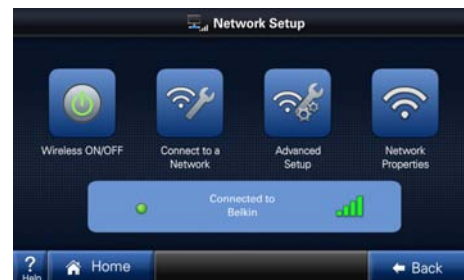 Network Setup
Wireless ON/OFF
Connect to a
Network
Advanced
Setup
Network
Properties
Connected to
Belkin
?
Help
Home
Back